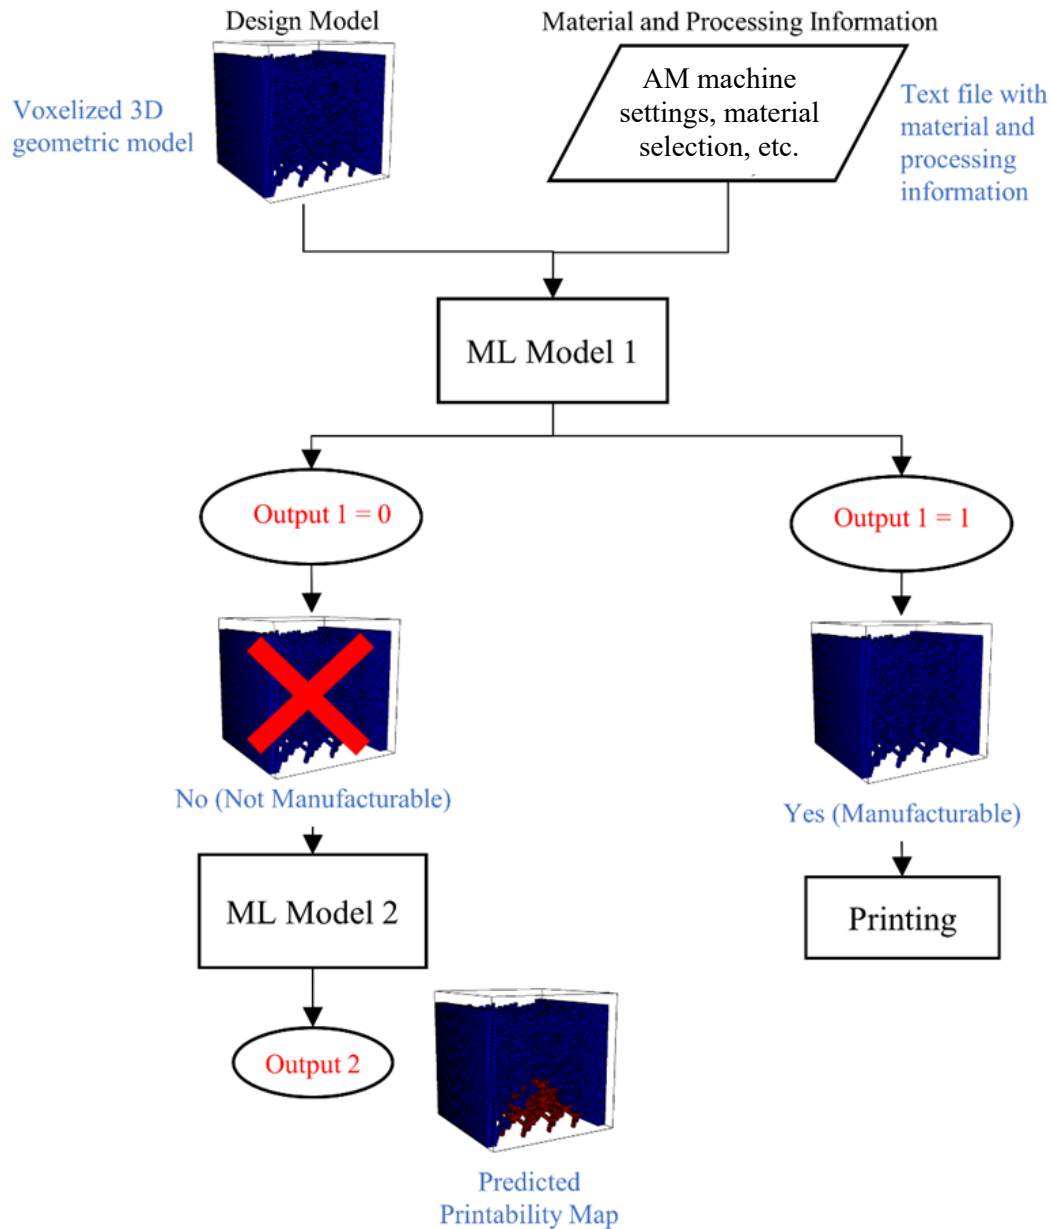 Design Model
Material and Processing Information
Voxelized 3D
geometric model
AM machine
settings, material
selection, etc.
Text file with
material and
processing
information
ML Model 1
Output 1 = 0
Output 1 = 1
No (Not Manufacturable)
Yes (Manufacturable)
ML Model 2
Printing
Output 2
Predicted
Printability Map